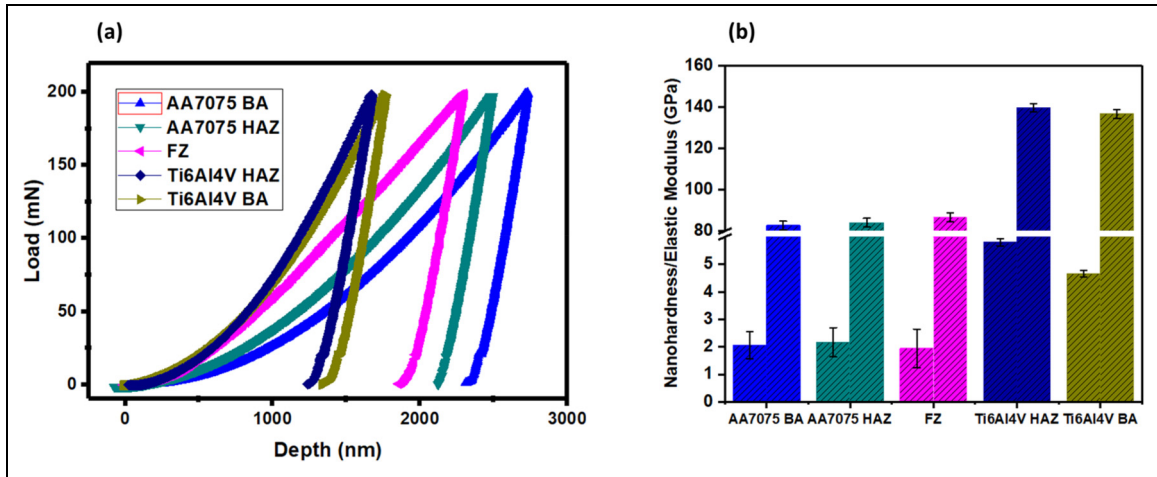 (a)
Load (mN)
200
150
100
50
0
AA7075 BA
AA7075 HAZ
FZ
Ti6Al4V HAZ
Ti6Al4V BA
0 1000 2000 3000
Depth (nm)
(b)
Nanohardness/Elastic Modulus (GPa)
160
140
120
100
80
5
4
3
2
1
0
AA7075 BA AA7075 HAZ FZ Ti6Al4V HAZ Ti6Al4V BA